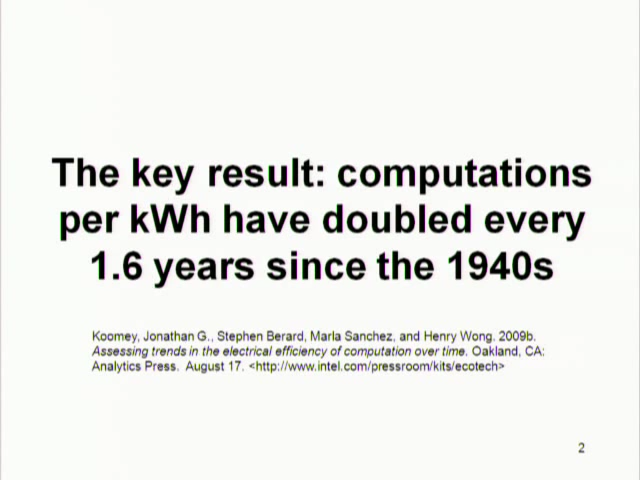 The key result: computations
per kWh have doubled every
1.6 years since the 1940s
Koomey, Jonathan G., Stephen Berard, Marla Sanchez, and Henry Wong. 2009b.
Assessing trends in the electrical efficiency of computation over time. Oakland, CA:
Analytics Press. August 17. <http://www.intel.com/pressroom/kits/ecotech>
2